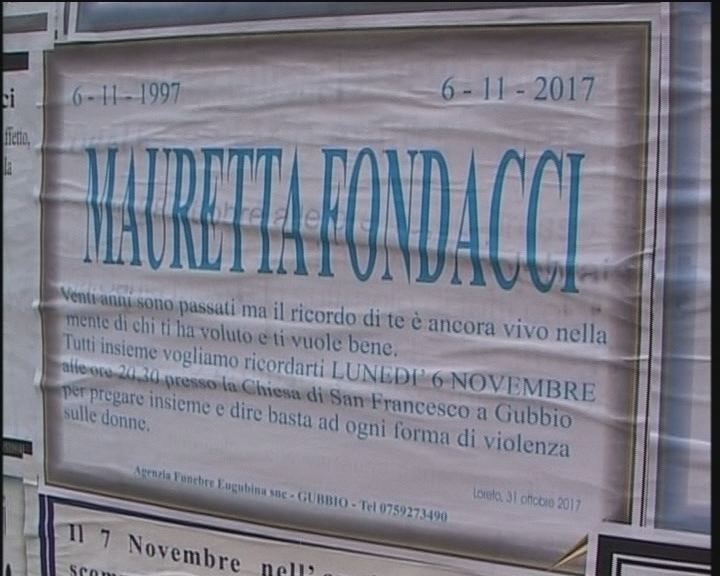 6 - 11 - 1997
6 - 11 - 2017
MAURETTA FONDACCI
Venti anni sono passati ma il ricordo di te è ancora vivo nella
mente di chi ti ha voluto e ti vuole bene.
Tutti insieme vogliamo ricordarti LUNEDI' 6 NOVEMBRE
alle ore 20,30 presso la Chiesa di San Francesco a Gubbio
per pregare insieme e dire basta ad ogni forma di violenza
sulle donne.
Agenzia Funebre Eugubina snc - GUBBIO - Tel 0759273490
Loreto, 31 ottobre 2017
Il 7 Novembre nell'